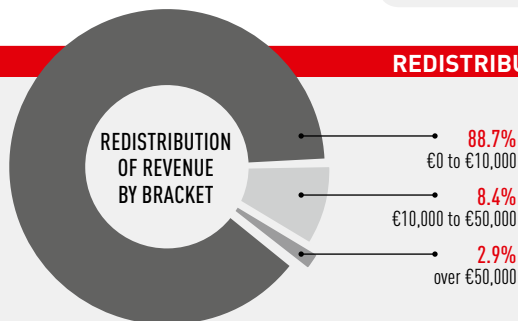 REDISTRIBU
REDISTRIBUTION
OF REVENUE
BY BRACKET
88.7%
€0 to €10,000
8.4%
€10,000 to €50,000
2.9%
over €50,000